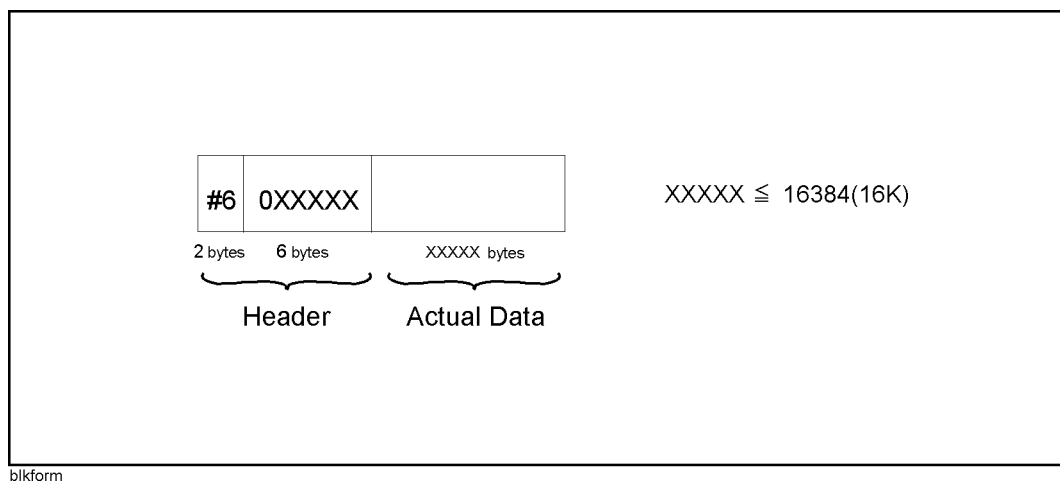 #6 0XXXXX
XXXXX ≦ 16384(16K)
2 bytes 6 bytes XXXXX bytes
Header Actual Data
blkform